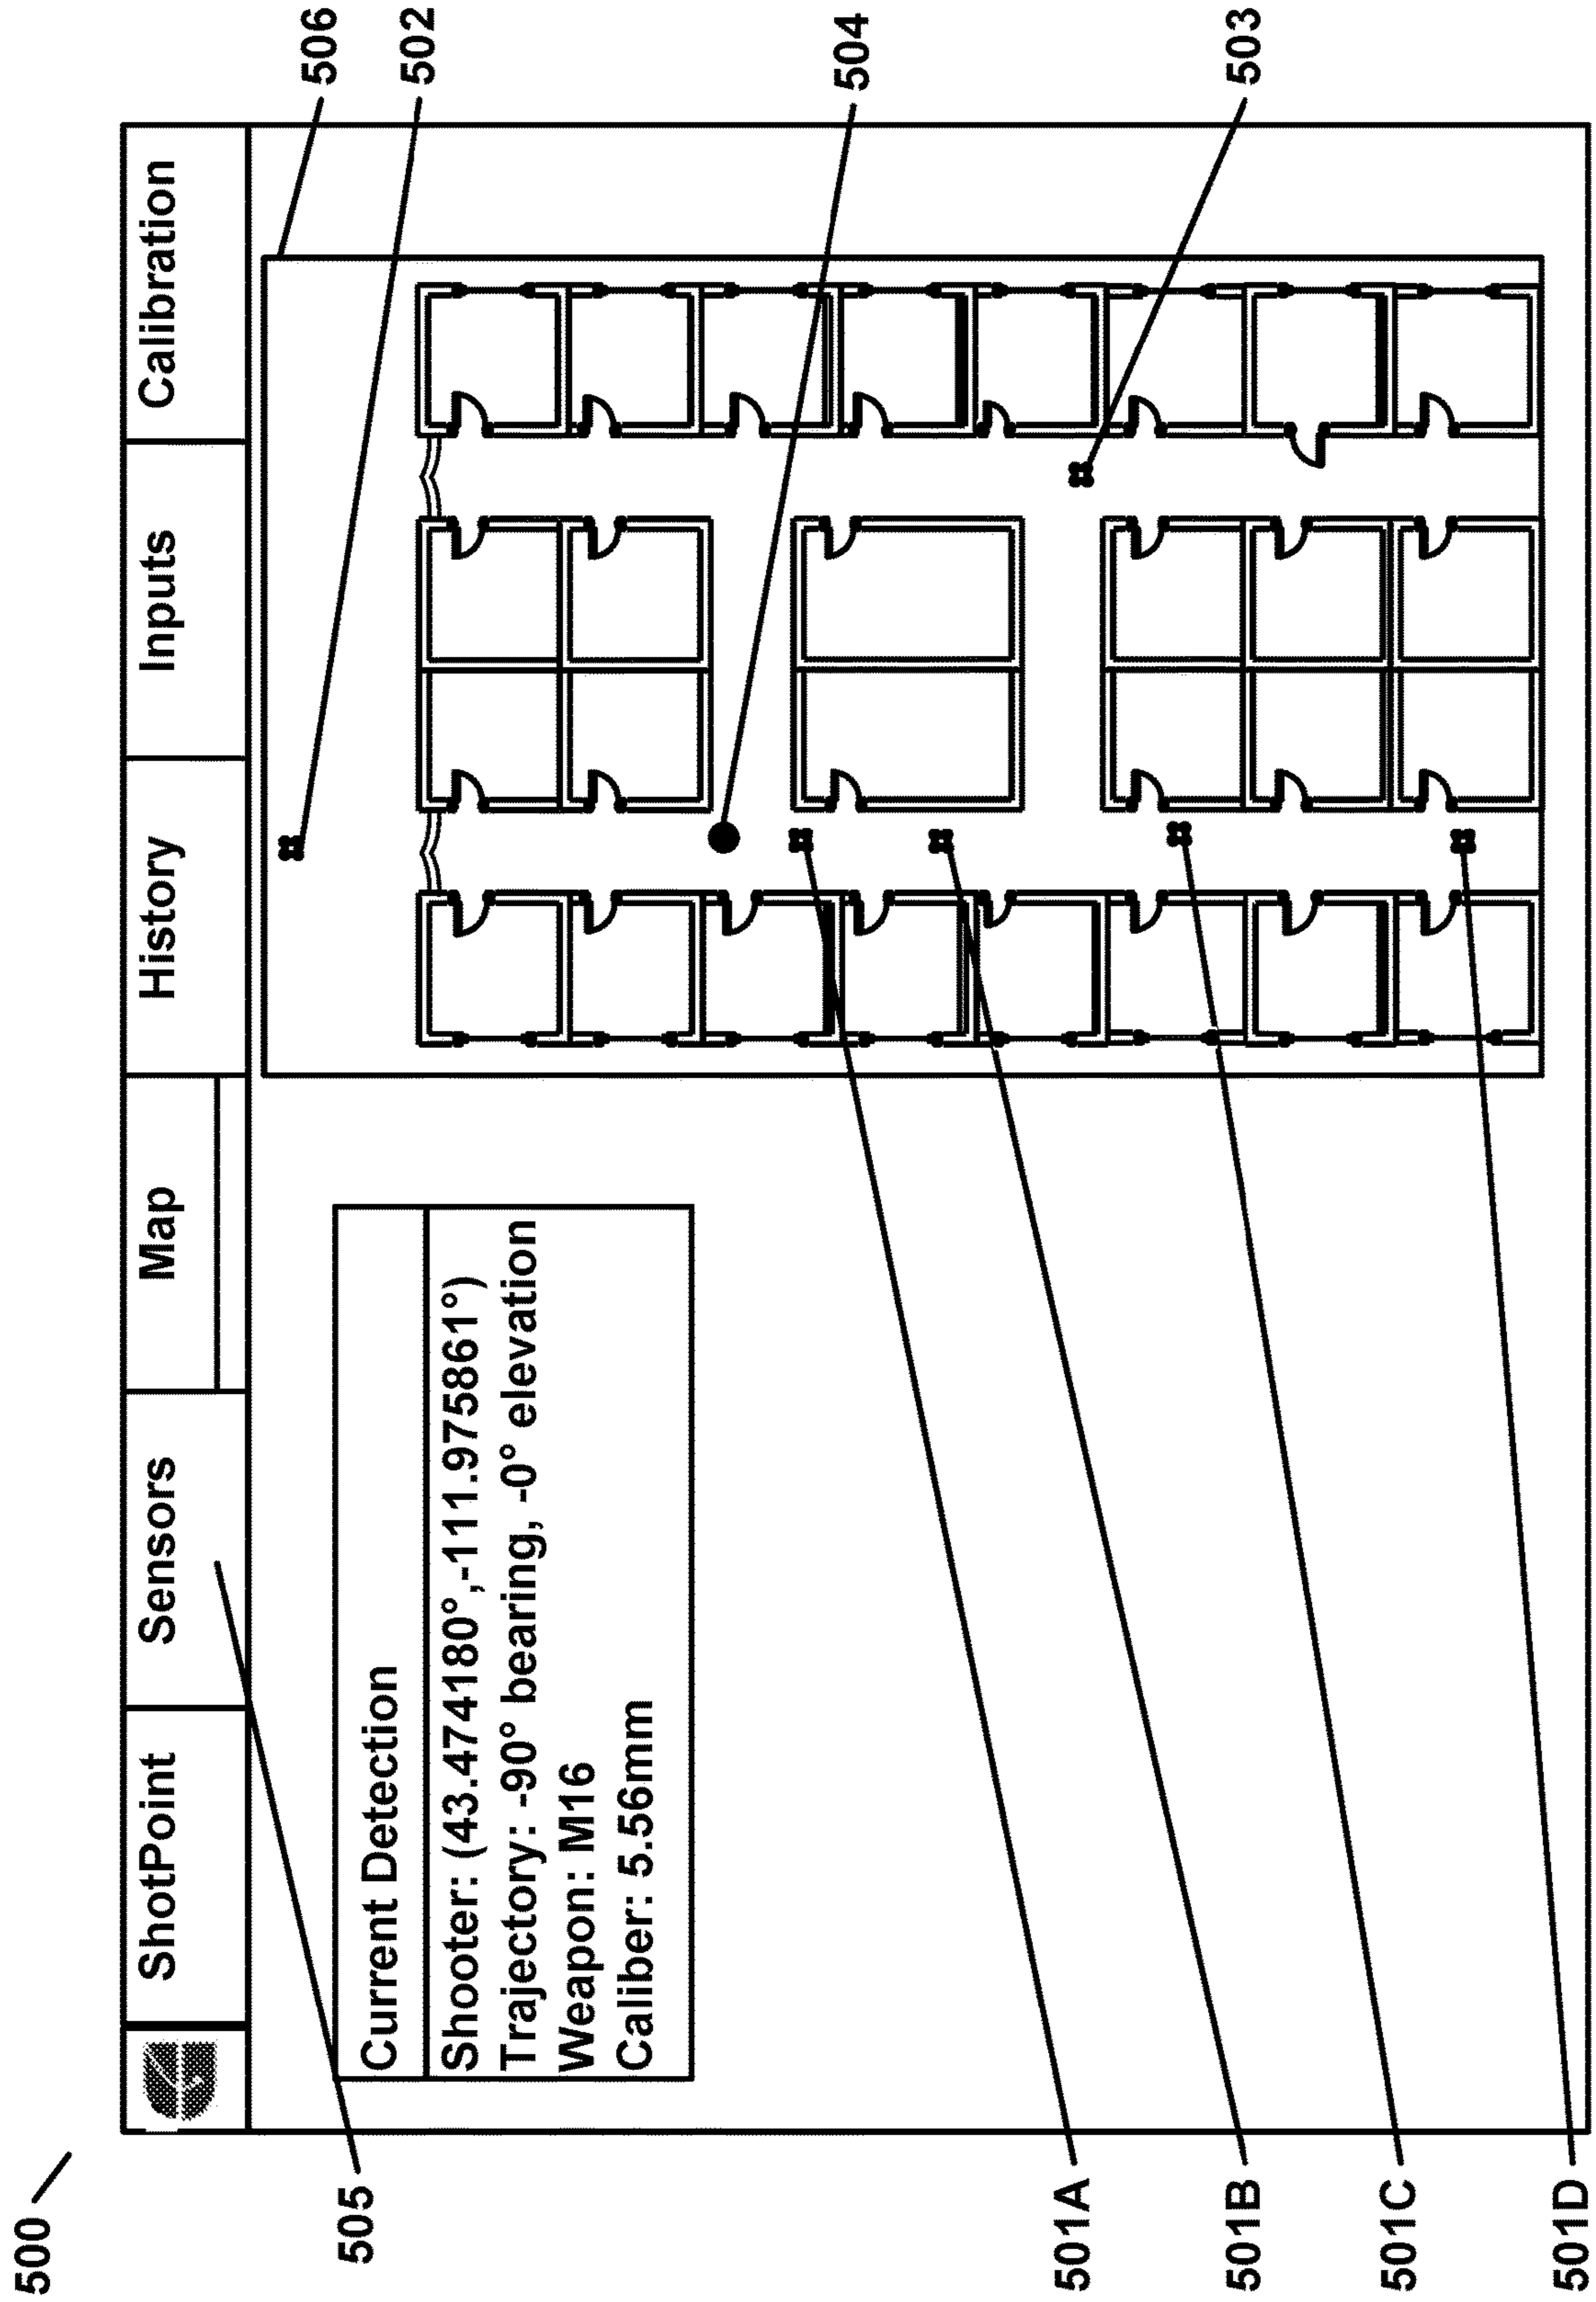 500
ShotPoint
Sensors
Map
History
Inputs
Calibration
506
502
505
Current Detection
Shooter: (43.474180°,-111.975861°)
Trajectory: -90° bearing, -0° elevation
Weapon: M16
Caliber: 5.56mm
504
503
501A
501B
501C
501D